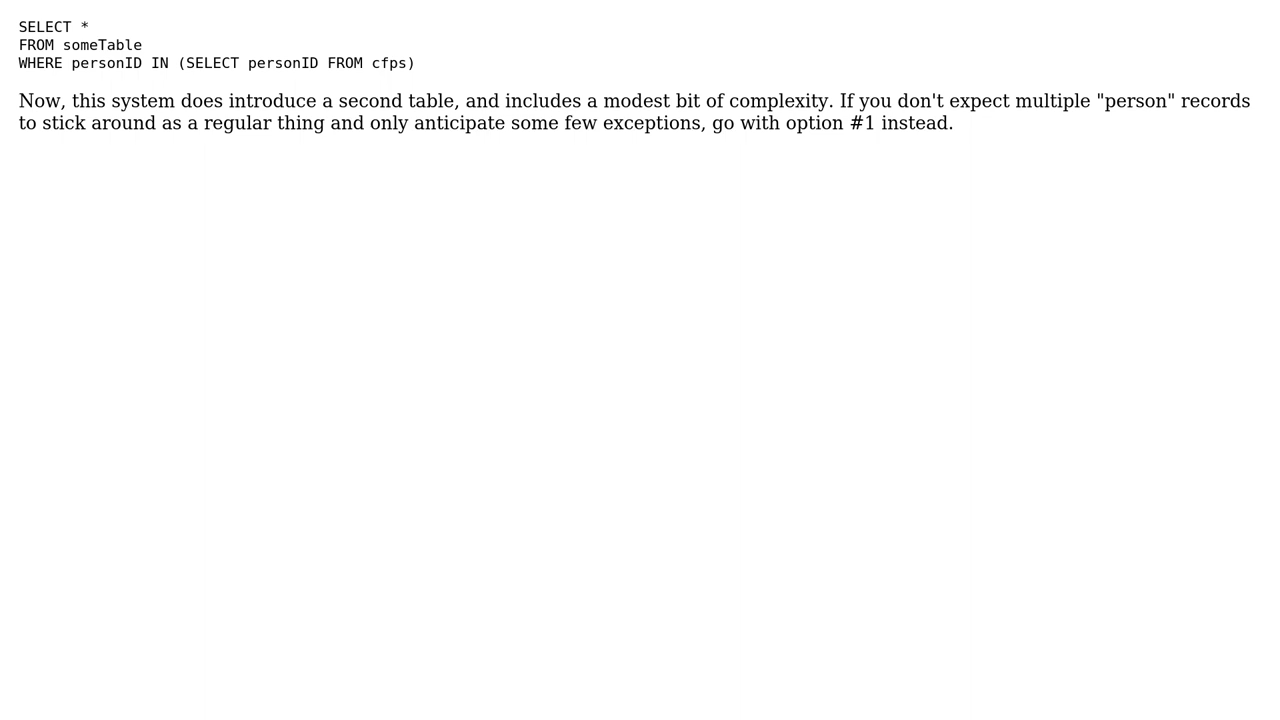 SELECT *
FROM someTable
WHERE personID IN (SELECT personID FROM cfps)
Now, this system does introduce a second table, and includes a modest bit of complexity. If you don't expect multiple "person" records
to stick around as a regular thing and only anticipate some few exceptions, go with option #1 instead.